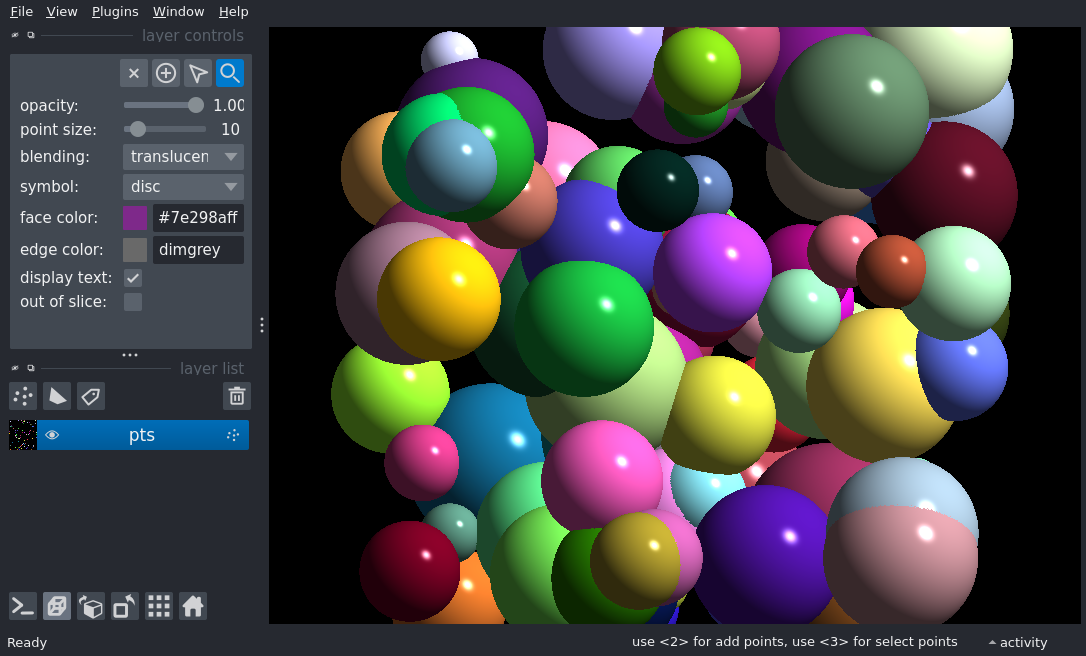 File View Plugins Window Help
layer controls
opacity: 1.00
point size: 10
blending: translucen
symbol: disc
face color: #7e298aff
edge color: dimgrey
display text:
out of slice:
layer list
pts
Ready
use <2> for add points, use <3> for select points
activity